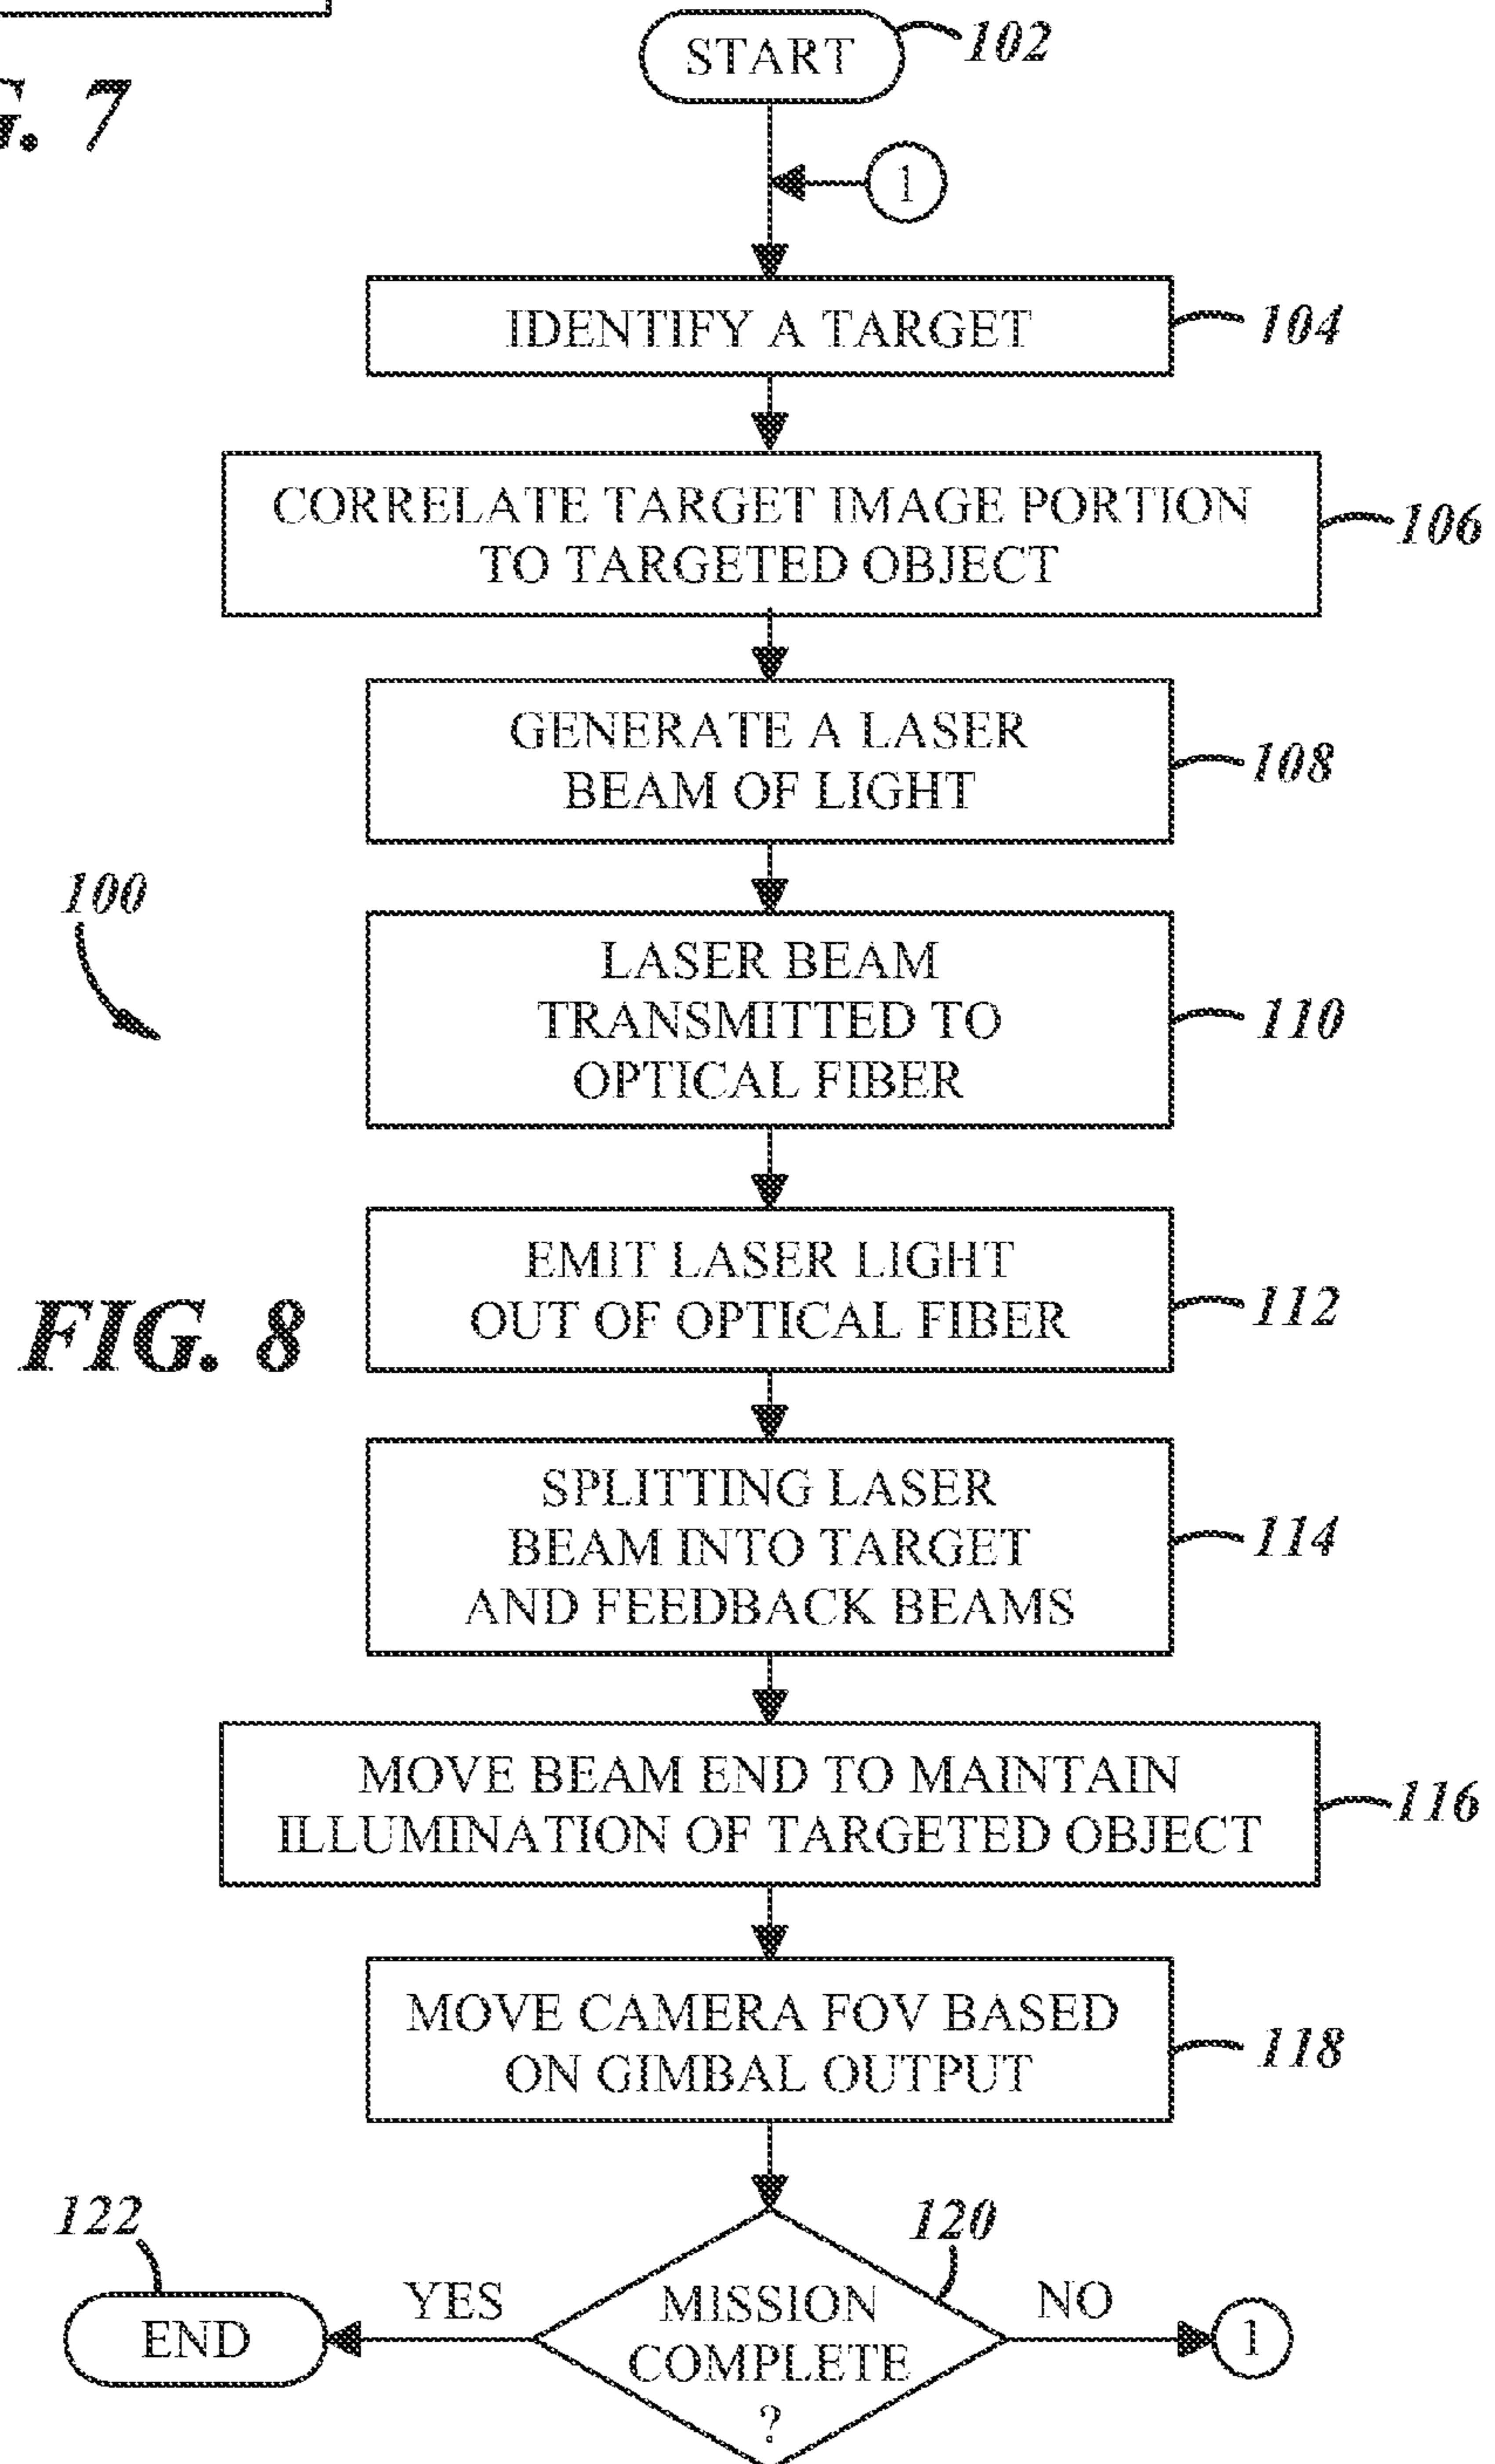 START
102
G. 7
1
IDENTIFY A TARGET
104
CORRELATE TARGET IMAGE PORTION
TO TARGETED OBJECT
106
GENERATE A LASER
BEAM OF LIGHT
108
100
LASER BEAM
TRANSMITTED TO
OPTICAL FIBER
110
EMIT LASER LIGHT
OUT OF OPTICAL FIBER
112
FIG. 8
SPLITTING LASER
BEAM INTO TARGET
AND FEEDBACK BEAMS
114
MOVE BEAM END TO MAINTAIN
ILLUMINATION OF TARGETED OBJECT
116
MOVE CAMERA FOV BASED
ON GIMBAL OUTPUT
118
122
120
YES
NO
END
MISSION
COMPLETE
?
1